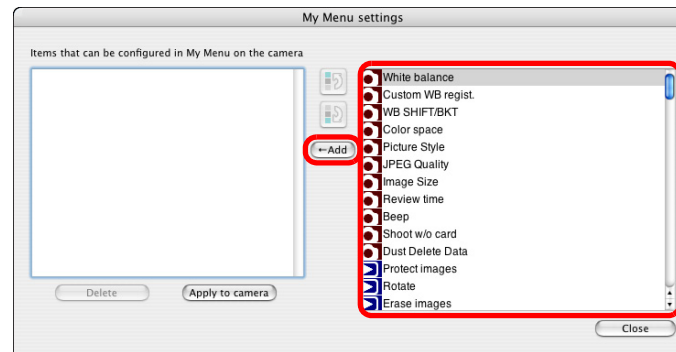 My Menu settings
Items that can be configured in My Menu on the camera
←Add
Delete
Apply to camera
White balance
Custom WB regist.
WB SHIFT/BKT
Color space
Picture Style
JPEG Quality
Image Size
Review time
Beep
Shoot w/o card
Dust Delete Data
Protect images
Rotate
Erase images
Close